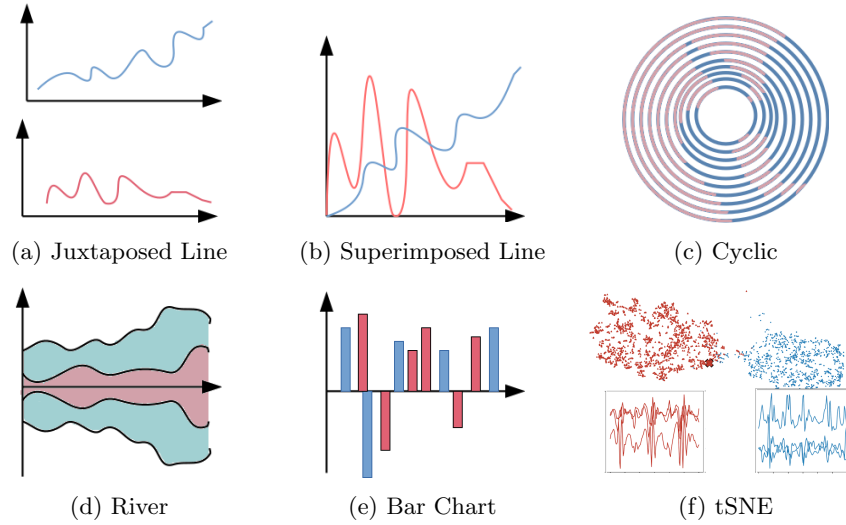 (a) Juxtaposed Line
(b) Superimposed Line
(c) Cyclic
(d) River
(e) Bar Chart
(f) tSNE